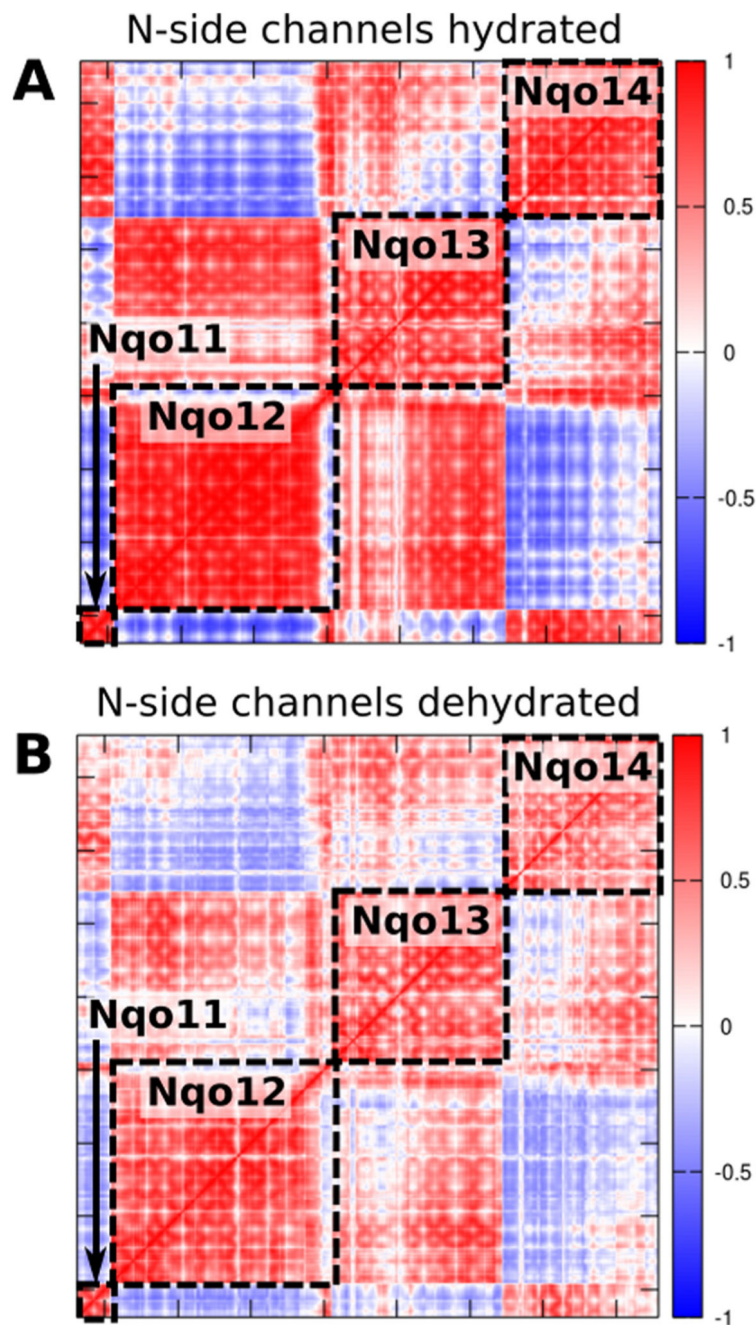 N-side channels hydrated
A
Nqo14
Nqo13
Nqo11
Nqo12
1
0.5
0
-0.5
-1
N-side channels dehydrated
B
Nqo14
Nqo13
Nqo11
Nqo12
1
0.5
0
-0.5
-1